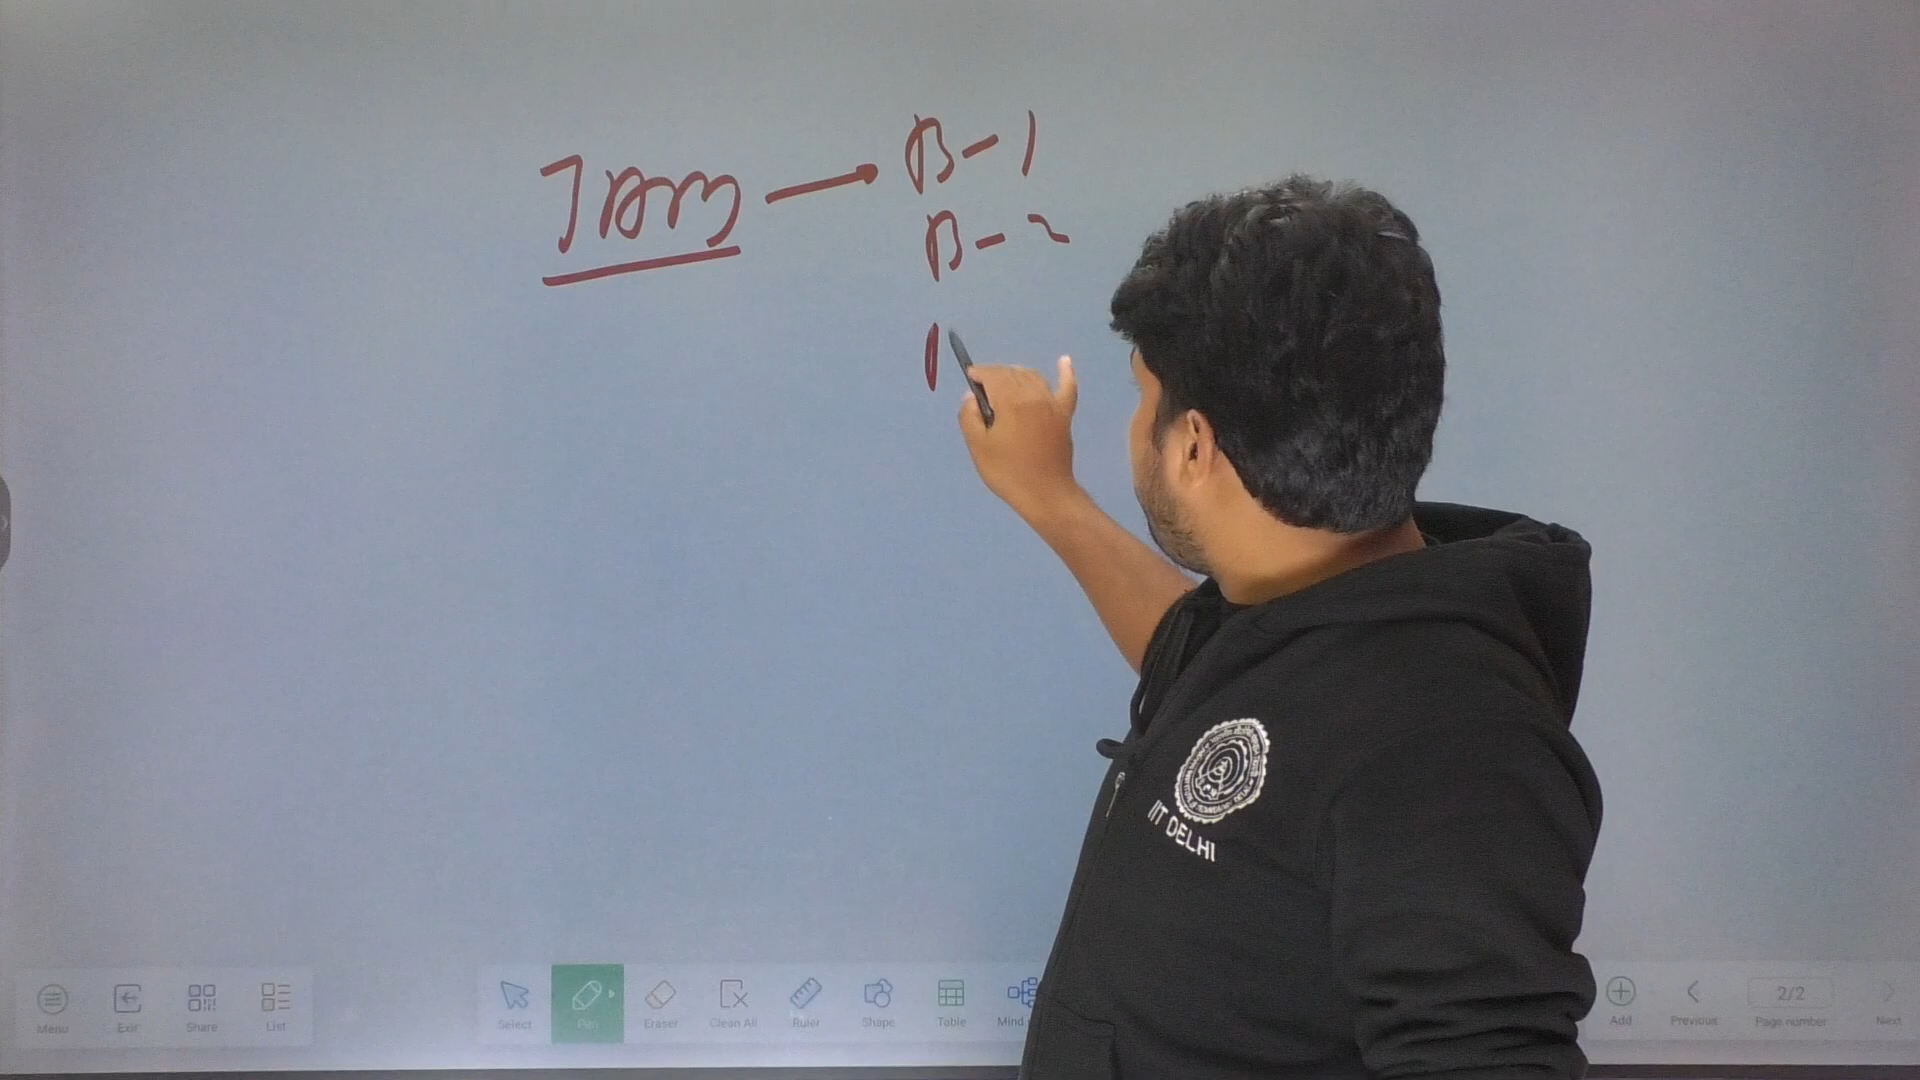 JAM → B-1
B-2
IIT DELHI
Menu
Exit
Share
List
Select
Pen
Eraser
Clean All
Ruler
Shape
Table
Mind
Add
Previous
2/2
Page number
Next